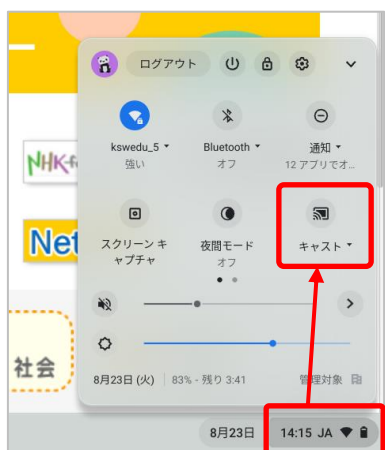 ログアウト
kswedu_5
強い
Bluetooth
オフ
通知
12 アプリでオ...
NHK
Net
スクリーン キ
ャプチャ
夜間モード
オフ
キャスト
社会
8月23日 (火)
83% - 残り 3:41
管理対象
8月23日
14:15 JA